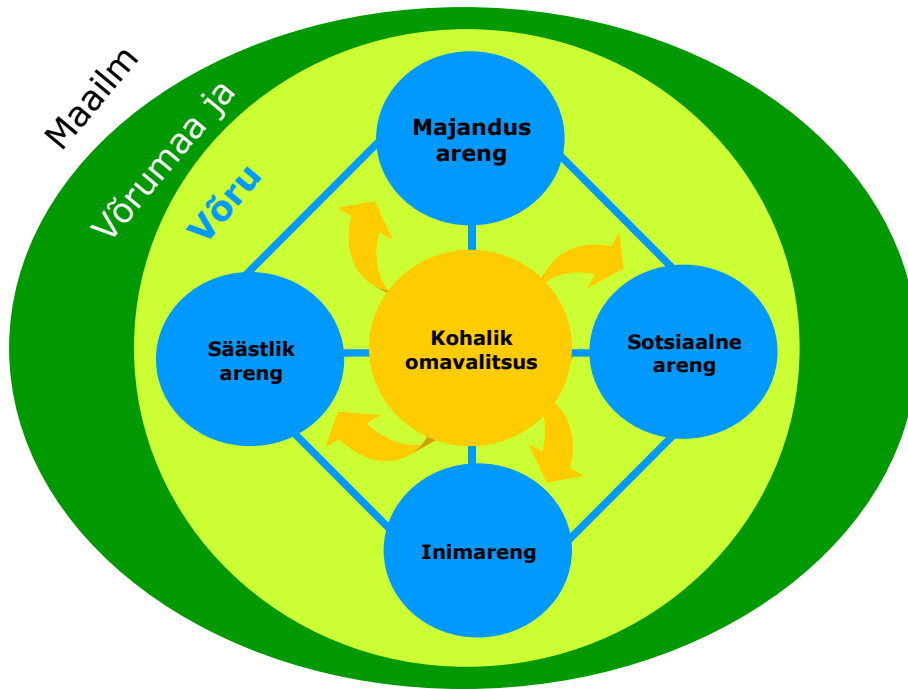 Maailm
Võrumaa ja
Võru
Majandus
areng
Säästlik
areng
Kohalik
omavalitsus
Sotsiaalne
areng
Inimareng